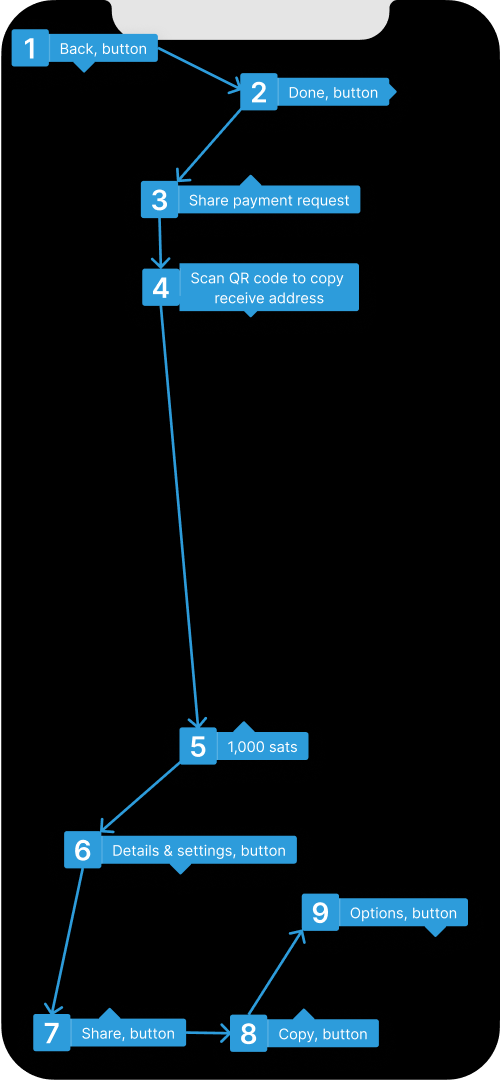 1 Back, button
2 Done, button
3 Share payment request
4 Scan QR code to copy
receive address
5 1,000 sats
6 Details & settings, button
9 Options, button
7 Share, button
8 Copy, button